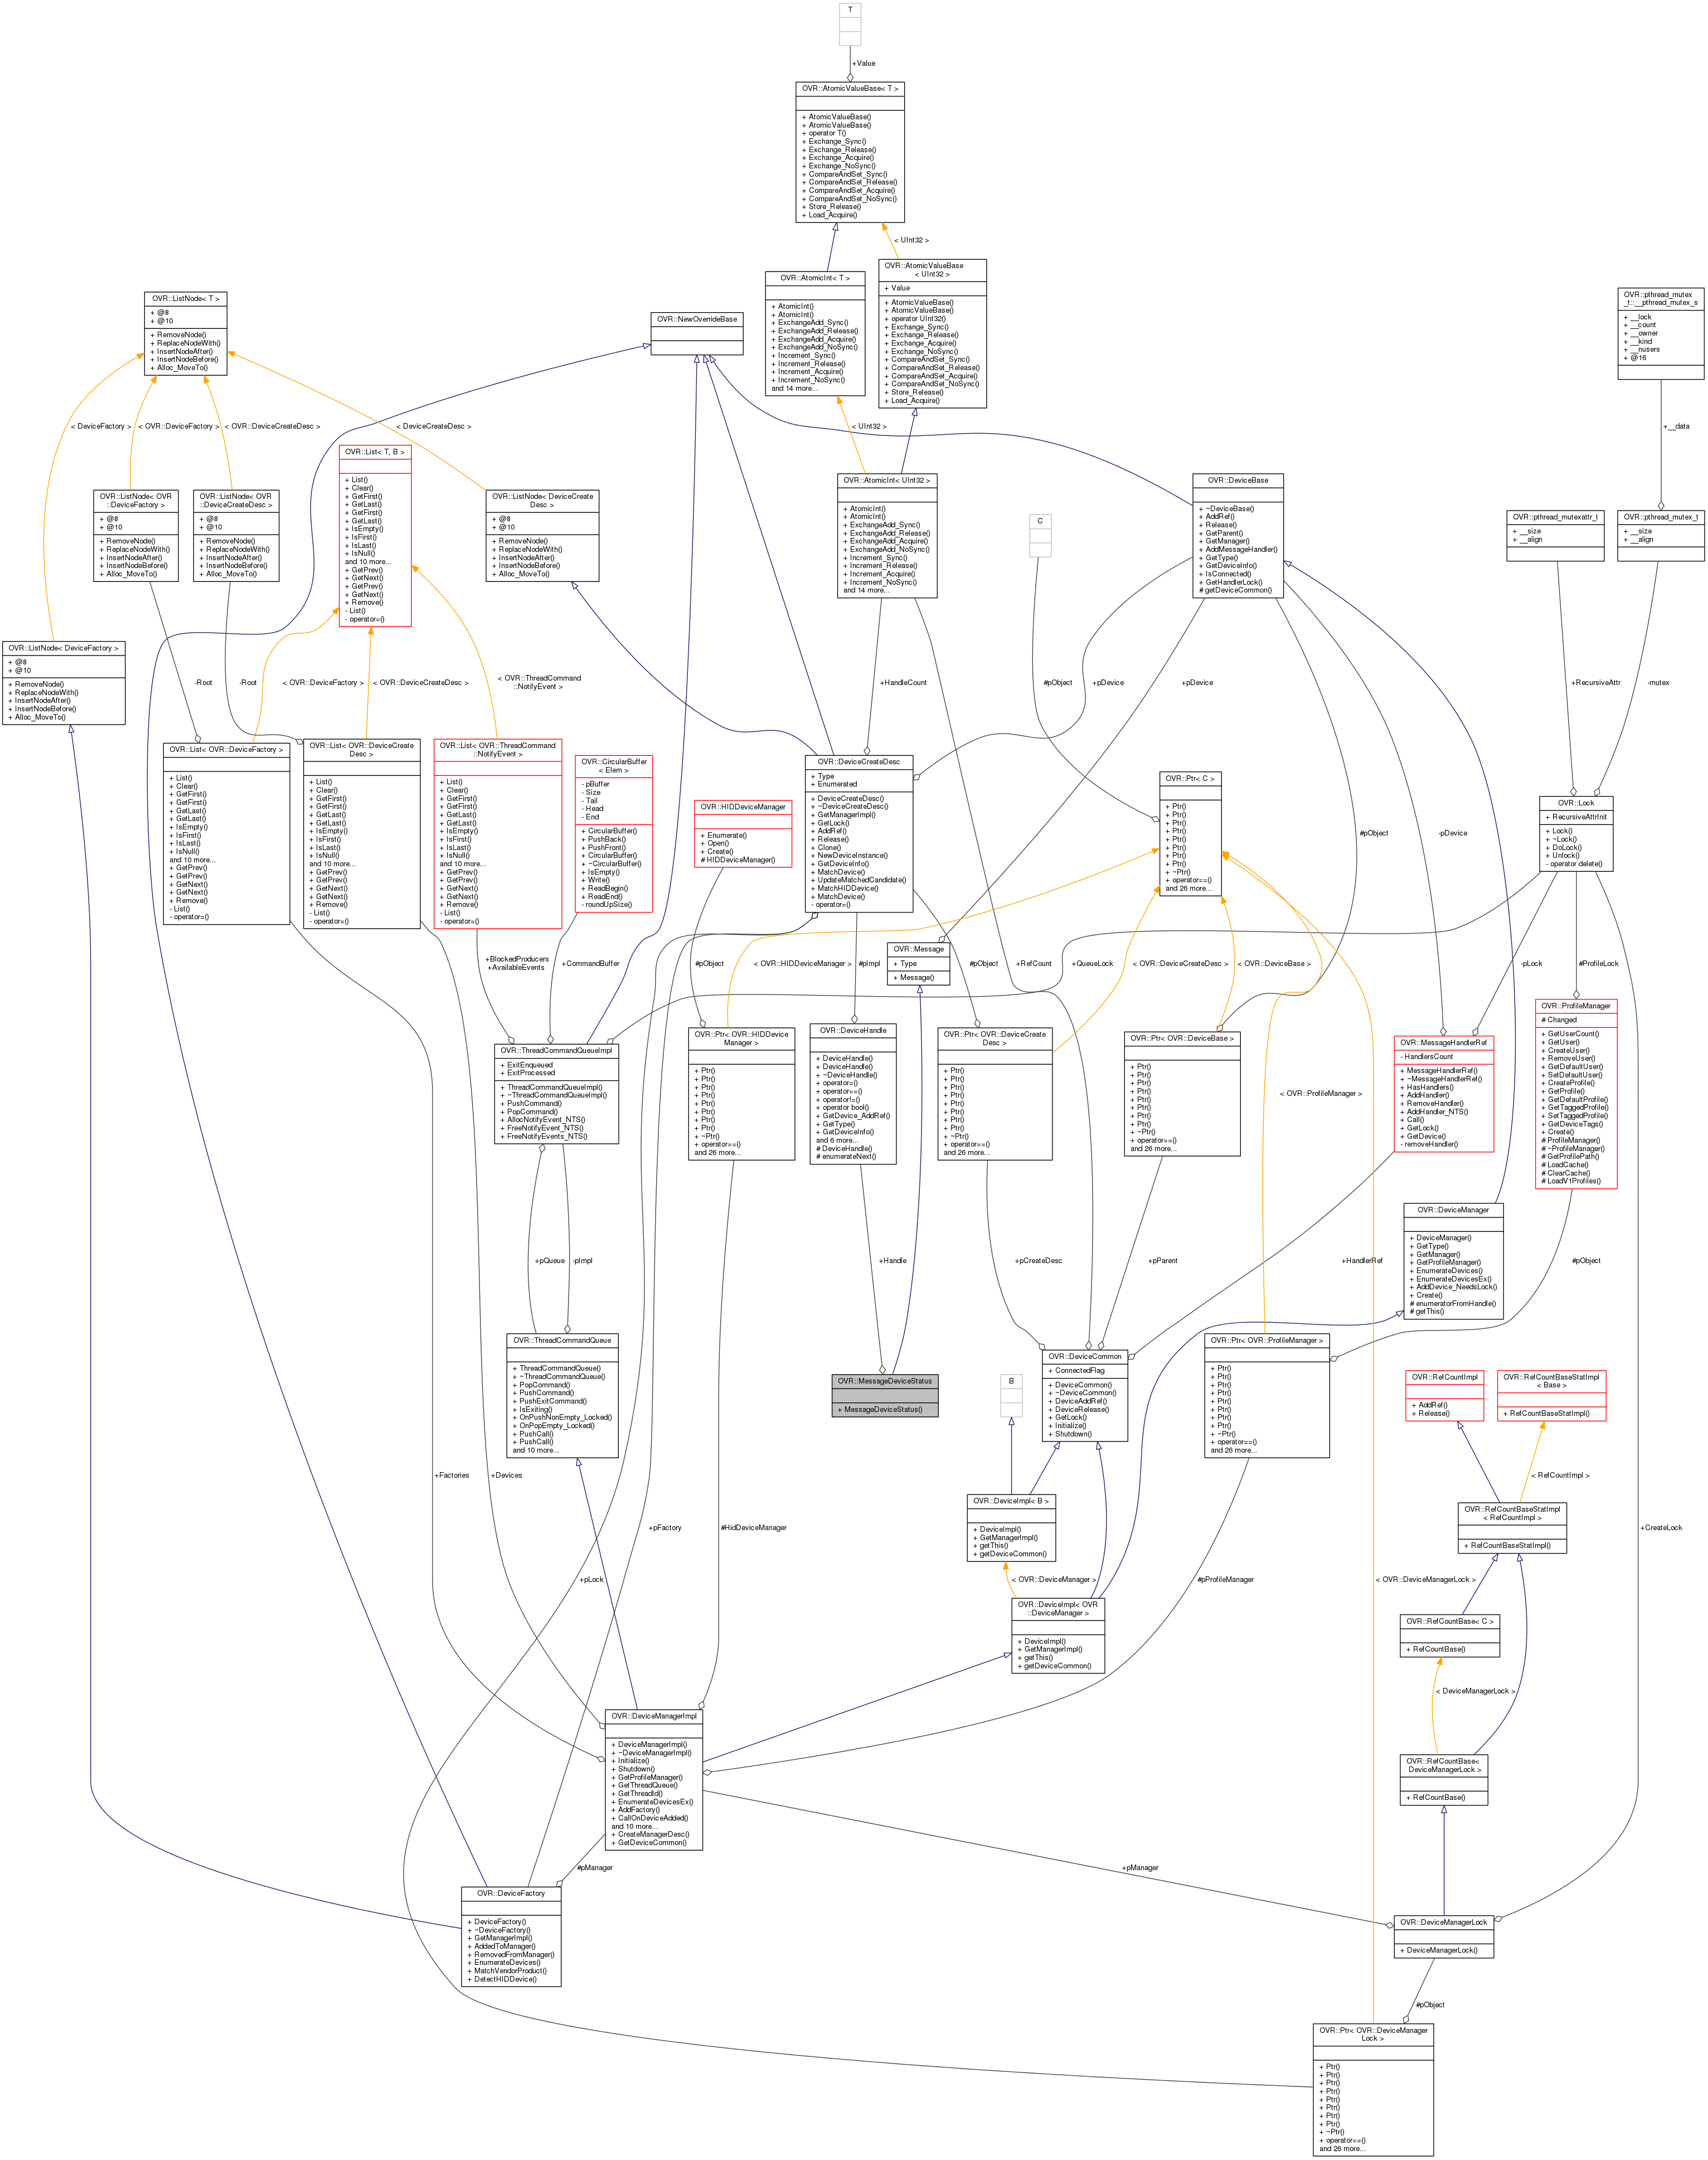 T
+Value
OVR::AtomicValueBase< T >
+ AtomicValueBase()
+ AtomicValueBase()
+ operator T()
+ Exchange_Sync()
+ Exchange_Release()
+ Exchange_Acquire()
+ Exchange_NoSync()
+ CompareAndSet_Sync()
+ CompareAndSet_Release()
+ CompareAndSet_Acquire()
+ CompareAndSet_NoSync()
+ Store_Release()
+ Load_Acquire()
< UInt32 >
OVR::AtomicInt< T >
+ AtomicInt()
+ AtomicInt()
+ ExchangeAdd_Sync()
+ ExchangeAdd_Release()
+ ExchangeAdd_Acquire()
+ ExchangeAdd_NoSync()
+ Increment_Sync()
+ Increment_Release()
+ Increment_Acquire()
+ Increment_NoSync()
and 14 more...
OVR::AtomicValueBase
< UInt32 >
+ Value
+ AtomicValueBase()
+ AtomicValueBase()
+ operator UInt32()
+ Exchange_Sync()
+ Exchange_Release()
+ Exchange_Acquire()
+ Exchange_NoSync()
+ CompareAndSet_Sync()
+ CompareAndSet_Release()
+ CompareAndSet_Acquire()
+ CompareAndSet_NoSync()
+ Store_Release()
+ Load_Acquire()
OVR::ListNode< T >
+ @8
+ @10
+ RemoveNode()
+ ReplaceNodeWith()
+ InsertNodeAfter()
+ InsertNodeBefore()
+ Alloc_MoveTo()
OVR::NewOverrideBase
OVR::pthread_mutex
_t::__pthread_mutex_s
+ __lock
+ __count
+ __owner
+ __kind
+ __nusers
+ @16
< DeviceFactory >
< OVR::DeviceFactory >
< OVR::DeviceCreateDesc >
< DeviceCreateDesc >
< UInt32 >
+__data
OVR::List< T, B >
+ List()
+ Clear()
+ GetFirst()
+ GetLast()
+ GetFirst()
+ GetLast()
+ IsEmpty()
+ IsFirst()
+ IsLast()
+ IsNull()
and 10 more...
+ GetPrev()
+ GetNext()
+ GetPrev()
+ GetNext()
+ Remove()
- List()
- operator=()
OVR::ListNode< OVR
::DeviceFactory >
+ @8
+ @10
+ RemoveNode()
+ ReplaceNodeWith()
+ InsertNodeAfter()
+ InsertNodeBefore()
+ Alloc_MoveTo()
OVR::ListNode< OVR
::DeviceCreateDesc >
+ @8
+ @10
+ RemoveNode()
+ ReplaceNodeWith()
+ InsertNodeAfter()
+ InsertNodeBefore()
+ Alloc_MoveTo()
OVR::ListNode< DeviceCreate
Desc >
+ @8
+ @10
+ RemoveNode()
+ ReplaceNodeWith()
+ InsertNodeAfter()
+ InsertNodeBefore()
+ Alloc_MoveTo()
OVR::AtomicInt< UInt32 >
+ AtomicInt()
+ AtomicInt()
+ ExchangeAdd_Sync()
+ ExchangeAdd_Release()
+ ExchangeAdd_Acquire()
+ ExchangeAdd_NoSync()
+ Increment_Sync()
+ Increment_Release()
+ Increment_Acquire()
+ Increment_NoSync()
and 14 more...
C
OVR::DeviceBase
+ ~DeviceBase()
+ AddRef()
+ Release()
+ GetParent()
+ GetManager()
+ AddMessageHandler()
+ GetType()
+ GetDeviceInfo()
+ IsConnected()
+ GetHandlerLock()
# getDeviceCommon()
OVR::pthread_mutexattr_t
+ __size
+ __align
OVR::pthread_mutex_t
+ __size
+ __align
OVR::ListNode< DeviceFactory >
+ @8
+ @10
+ RemoveNode()
+ ReplaceNodeWith()
+ InsertNodeAfter()
+ InsertNodeBefore()
+ Alloc_MoveTo()
-Root
-Root
< OVR::DeviceFactory >
< OVR::DeviceCreateDesc >
< OVR::ThreadCommand
::NotifyEvent >
+HandleCount
#pObject
+pDevice
+pDevice
+RecursiveAttr
-mutex
OVR::List< OVR::DeviceFactory >
+ List()
+ Clear()
+ GetFirst()
+ GetFirst()
+ GetLast()
+ GetLast()
+ IsEmpty()
+ IsFirst()
+ IsLast()
+ IsNull()
and 10 more...
+ GetPrev()
+ GetPrev()
+ GetNext()
+ GetNext()
+ Remove()
- List()
- operator=()
OVR::List< OVR::DeviceCreate
Desc >
+ List()
+ Clear()
+ GetFirst()
+ GetFirst()
+ GetLast()
+ GetLast()
+ IsEmpty()
+ IsFirst()
+ IsLast()
+ IsNull()
and 10 more...
+ GetPrev()
+ GetPrev()
+ GetNext()
+ GetNext()
+ Remove()
- List()
- operator=()
OVR::List< OVR::ThreadCommand
::NotifyEvent >
+ List()
+ Clear()
+ GetFirst()
+ GetFirst()
+ GetLast()
+ GetLast()
+ IsEmpty()
+ IsFirst()
+ IsLast()
+ IsNull()
and 10 more...
+ GetPrev()
+ GetPrev()
+ GetNext()
+ GetNext()
+ Remove()
- List()
- operator=()
OVR::CircularBuffer
< Elem >
- pBuffer
- Size
- Tail
- Head
- End
+ CircularBuffer()
+ PushBack()
+ PushFront()
+ CircularBuffer()
+ ~CircularBuffer()
+ IsEmpty()
+ Write()
+ ReadBegin()
+ ReadEnd()
- roundUpSize()
OVR::HIDDeviceManager
+ Enumerate()
+ Open()
+ Create()
# HIDDeviceManager()
OVR::DeviceCreateDesc
+ Type
+ Enumerated
+ DeviceCreateDesc()
+ ~DeviceCreateDesc()
+ GetManagerImpl()
+ GetLock()
+ AddRef()
+ Release()
+ Clone()
+ NewDeviceInstance()
+ GetDeviceInfo()
+ MatchDevice()
+ UpdateMatchedCandidate()
+ MatchHIDDevice()
+ MatchDevice()
- operator=()
OVR::Ptr< C >
+ Ptr()
+ Ptr()
+ Ptr()
+ Ptr()
+ Ptr()
+ Ptr()
+ Ptr()
+ Ptr()
+ ~Ptr()
+ operator==()
and 26 more...
#pObject
-pDevice
OVR::Lock
+ RecursiveAttrInit
+ Lock()
+ ~Lock()
+ DoLock()
+ Unlock()
- operator delete()
+BlockedProducers
+AvailableEvents
+CommandBuffer
#pObject
< OVR::HIDDeviceManager >
#pImpl
OVR::Message
+ Type
+ Message()
#pObject
+RefCount
+QueueLock
< OVR::DeviceCreateDesc >
< OVR::DeviceBase >
-pLock
#ProfileLock
OVR::ProfileManager
# Changed
+ GetUserCount()
+ GetUser()
+ CreateUser()
+ RemoveUser()
+ GetDefaultUser()
+ SetDefaultUser()
+ CreateProfile()
+ GetProfile()
+ GetDefaultProfile()
+ GetTaggedProfile()
+ SetTaggedProfile()
+ GetDeviceTags()
+ Create()
# ProfileManager()
# ~ProfileManager()
# GetProfilePath()
# LoadCache()
# ClearCache()
# LoadV1Profiles()
OVR::ThreadCommandQueueImpl
+ ExitEnqueued
+ ExitProcessed
+ ThreadCommandQueueImpl()
+ ~ThreadCommandQueueImpl()
+ PushCommand()
+ PopCommand()
+ AllocNotifyEvent_NTS()
+ FreeNotifyEvent_NTS()
+ FreeNotifyEvents_NTS()
OVR::Ptr< OVR::HIDDevice
Manager >
+ Ptr()
+ Ptr()
+ Ptr()
+ Ptr()
+ Ptr()
+ Ptr()
+ Ptr()
+ Ptr()
+ ~Ptr()
+ operator==()
and 26 more...
OVR::DeviceHandle
+ DeviceHandle()
+ DeviceHandle()
+ ~DeviceHandle()
+ operator=()
+ operator==()
+ operator!=()
+ operator bool()
+ GetDevice_AddRef()
+ GetType()
+ GetDeviceInfo()
and 6 more...
# DeviceHandle()
# enumerateNext()
OVR::Ptr< OVR::DeviceCreate
Desc >
+ Ptr()
+ Ptr()
+ Ptr()
+ Ptr()
+ Ptr()
+ Ptr()
+ Ptr()
+ Ptr()
+ ~Ptr()
+ operator==()
and 26 more...
OVR::Ptr< OVR::DeviceBase >
+ Ptr()
+ Ptr()
+ Ptr()
+ Ptr()
+ Ptr()
+ Ptr()
+ Ptr()
+ Ptr()
+ ~Ptr()
+ operator==()
and 26 more...
< OVR::ProfileManager >
OVR::MessageHandlerRef
- HandlersCount
+ MessageHandlerRef()
+ ~MessageHandlerRef()
+ HasHandlers()
+ AddHandler()
+ RemoveHandler()
+ AddHandler_NTS()
+ Call()
+ GetLock()
+ GetDevice()
- removeHandler()
OVR::DeviceManager
+ DeviceManager()
+ GetType()
+ GetManager()
+ GetProfileManager()
+ EnumerateDevices()
+ EnumerateDevicesEx()
+ AddDevice_NeedsLock()
+ Create()
# enumeratorFromHandle()
# getThis()
+pQueue
-pImpl
+Handle
+pCreateDesc
+pParent
+HandlerRef
#pObject
OVR::ThreadCommandQueue
+ ThreadCommandQueue()
+ ~ThreadCommandQueue()
+ PopCommand()
+ PushCommand()
+ PushExitCommand()
+ IsExiting()
+ OnPushNonEmpty_Locked()
+ OnPopEmpty_Locked()
+ PushCall()
+ PushCall()
and 10 more...
OVR::MessageDeviceStatus
+ MessageDeviceStatus()
B
OVR::DeviceCommon
+ ConnectedFlag
+ DeviceCommon()
+ ~DeviceCommon()
+ DeviceAddRef()
+ DeviceRelease()
+ GetLock()
+ Initialize()
+ Shutdown()
OVR::Ptr< OVR::ProfileManager >
+ Ptr()
+ Ptr()
+ Ptr()
+ Ptr()
+ Ptr()
+ Ptr()
+ Ptr()
+ Ptr()
+ ~Ptr()
+ operator==()
and 26 more...
OVR::RefCountImpl
+ AddRef()
+ Release()
OVR::RefCountBaseStatImpl
< Base >
+ RefCountBaseStatImpl()
+Factories
+Devices
< RefCountImpl >
OVR::DeviceImpl< B >
+ DeviceImpl()
+ GetManagerImpl()
+ getThis()
+ getDeviceCommon()
OVR::RefCountBaseStatImpl
< RefCountImpl >
+ RefCountBaseStatImpl()
+pFactory
#HidDeviceManager
+CreateLock
+pLock
< OVR::DeviceManager >
#pProfileManager
< OVR::DeviceManagerLock >
OVR::DeviceImpl< OVR
::DeviceManager >
+ DeviceImpl()
+ GetManagerImpl()
+ getThis()
+ getDeviceCommon()
OVR::RefCountBase< C >
+ RefCountBase()
< DeviceManagerLock >
OVR::DeviceManagerImpl
+ DeviceManagerImpl()
+ ~DeviceManagerImpl()
+ Initialize()
+ Shutdown()
+ GetProfileManager()
+ GetThreadQueue()
+ GetThreadId()
+ EnumerateDevicesEx()
+ AddFactory()
+ CallOnDeviceAdded()
and 10 more...
+ CreateManagerDesc()
+ GetDeviceCommon()
OVR::RefCountBase<
DeviceManagerLock >
+ RefCountBase()
#pManager
+pManager
OVR::DeviceFactory
+ DeviceFactory()
+ ~DeviceFactory()
+ GetManagerImpl()
+ AddedToManager()
+ RemovedFromManager()
+ EnumerateDevices()
+ MatchVendorProduct()
+ DetectHIDDevice()
OVR::DeviceManagerLock
+ DeviceManagerLock()
#pObject
OVR::Ptr< OVR::DeviceManager
Lock >
+ Ptr()
+ Ptr()
+ Ptr()
+ Ptr()
+ Ptr()
+ Ptr()
+ Ptr()
+ Ptr()
+ ~Ptr()
+ operator==()
and 26 more...